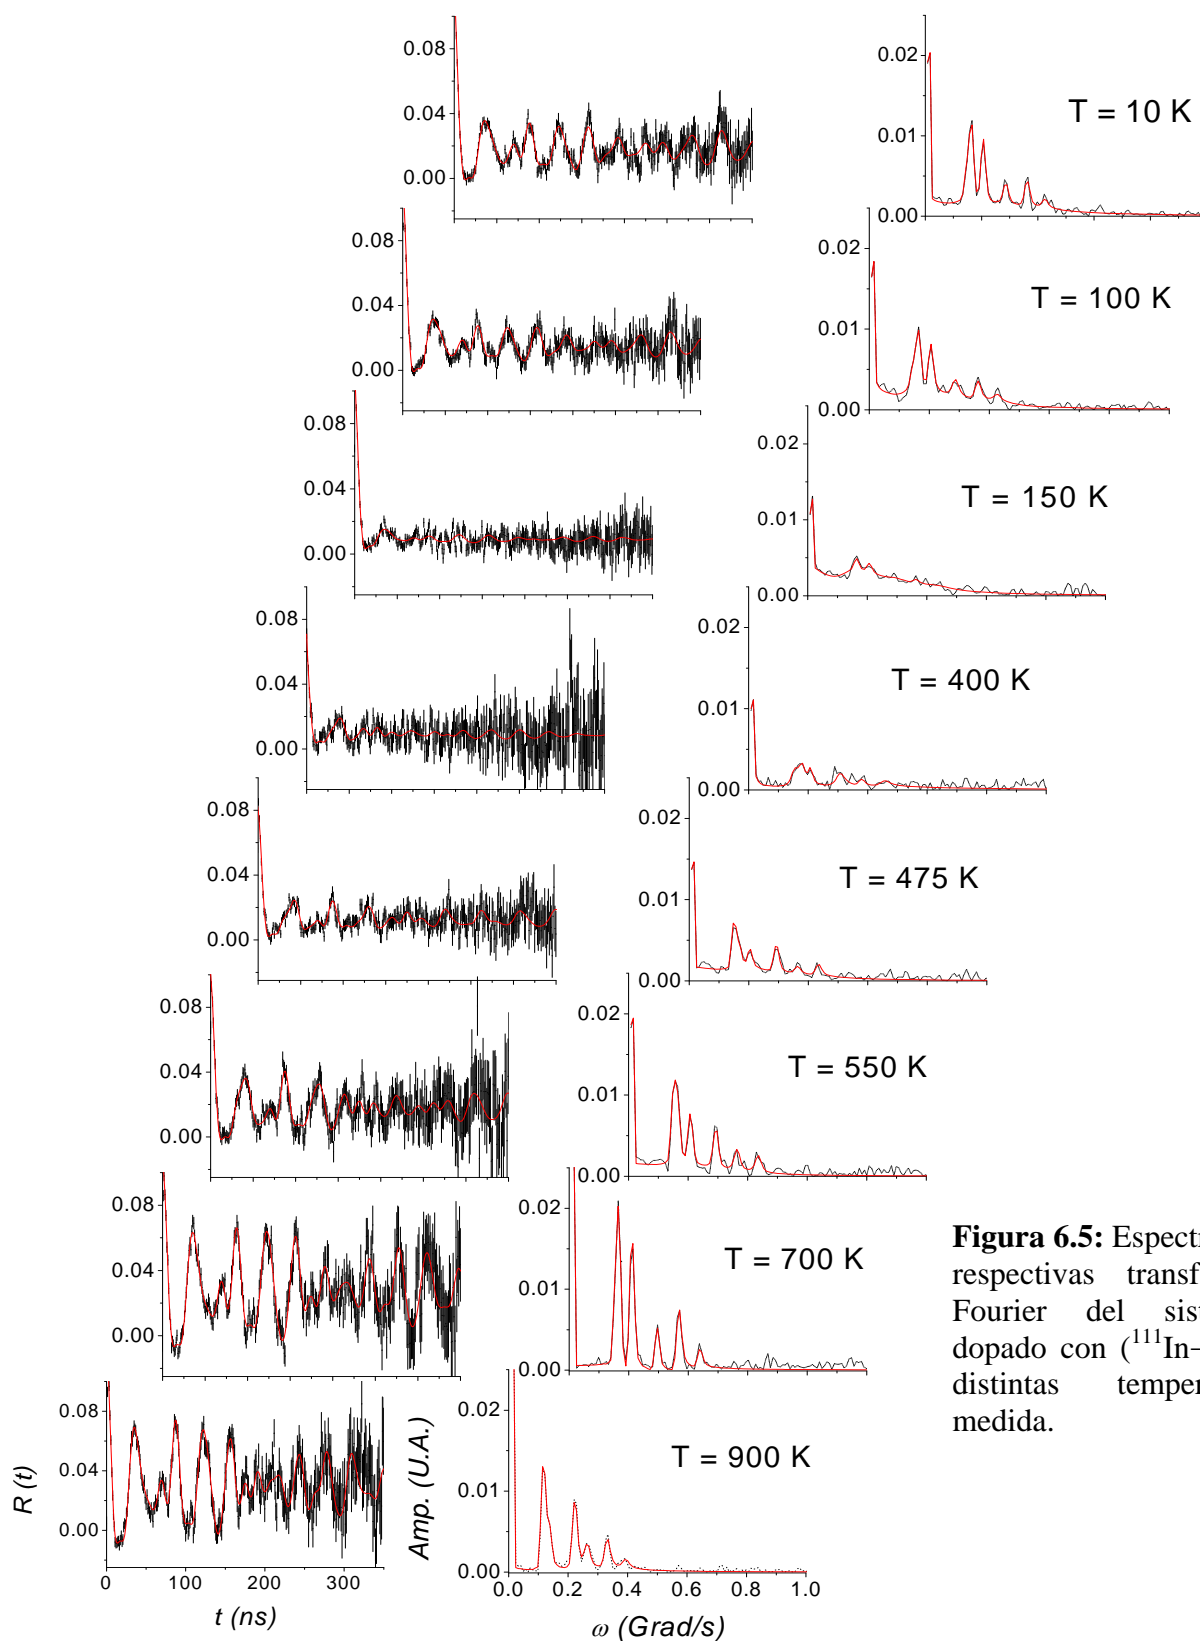 0.08
0.04
0.00
0.02
0.01
0.00
T = 10 K
0.08
0.04
0.00
0.02
0.01
0.00
T = 100 K
0.08
0.04
0.00
0.02
0.01
0.00
T = 150 K
0.08
0.04
0.00
0.02
0.01
0.00
T = 400 K
0.08
0.04
0.00
0.02
0.01
0.00
T = 475 K
0.08
0.04
0.00
0.02
0.01
0.00
T = 550 K
0.08
0.04
0.00
0.02
0.01
0.00
T = 700 K
0.08
0.04
0.00
R (t)
0 100 200 300
t (ns)
0.02
0.01
0.00
Amp. (U.A.)
T = 900 K
0.0 0.2 0.4 0.6 0.8 1.0
ω (Grad/s)
Figura 6.5: Espectr
respectivas transf
Fourier del sis
dopado con (¹¹¹In–
distintas temper
medida.